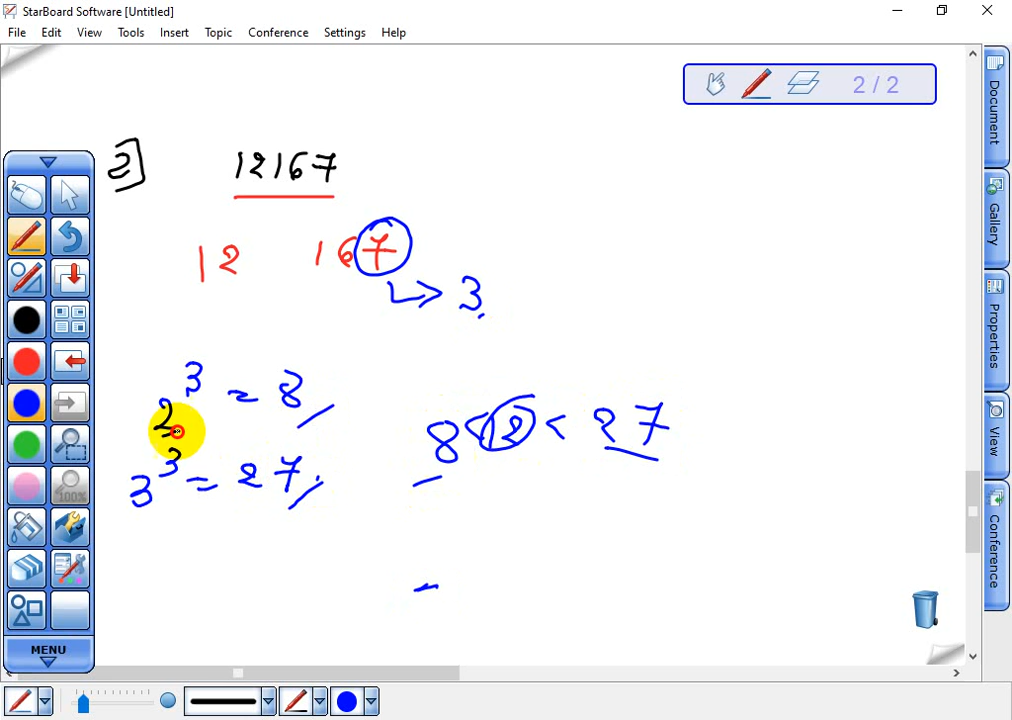 StarBoard Software [Untitled]
File Edit View Tools Insert Topic Conference Settings Help
2 / 2
Document
Gallery
Properties
View
Conference
100%
MENU
2] 12167
12 167
↳> 3
2³ = 8
8 < 12 < 27
3³ = 27
-